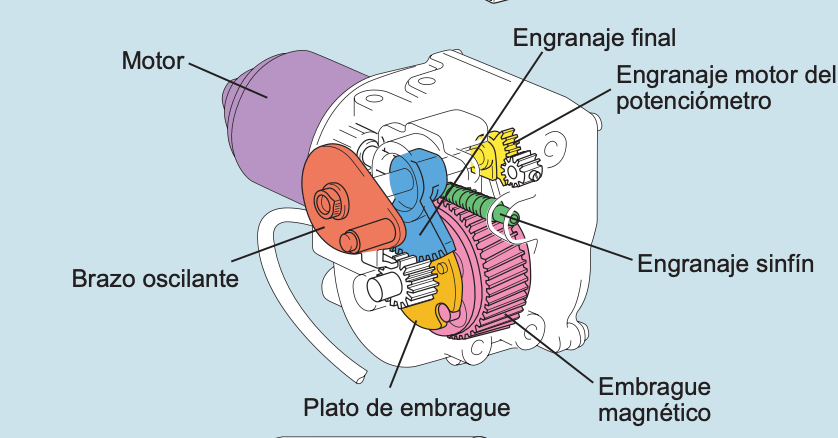 Engranaje final
Motor
Engranaje motor del
potenciómetro
Engranaje sinfín
Brazo oscilante
Embrague
magnético
Plato de embrague